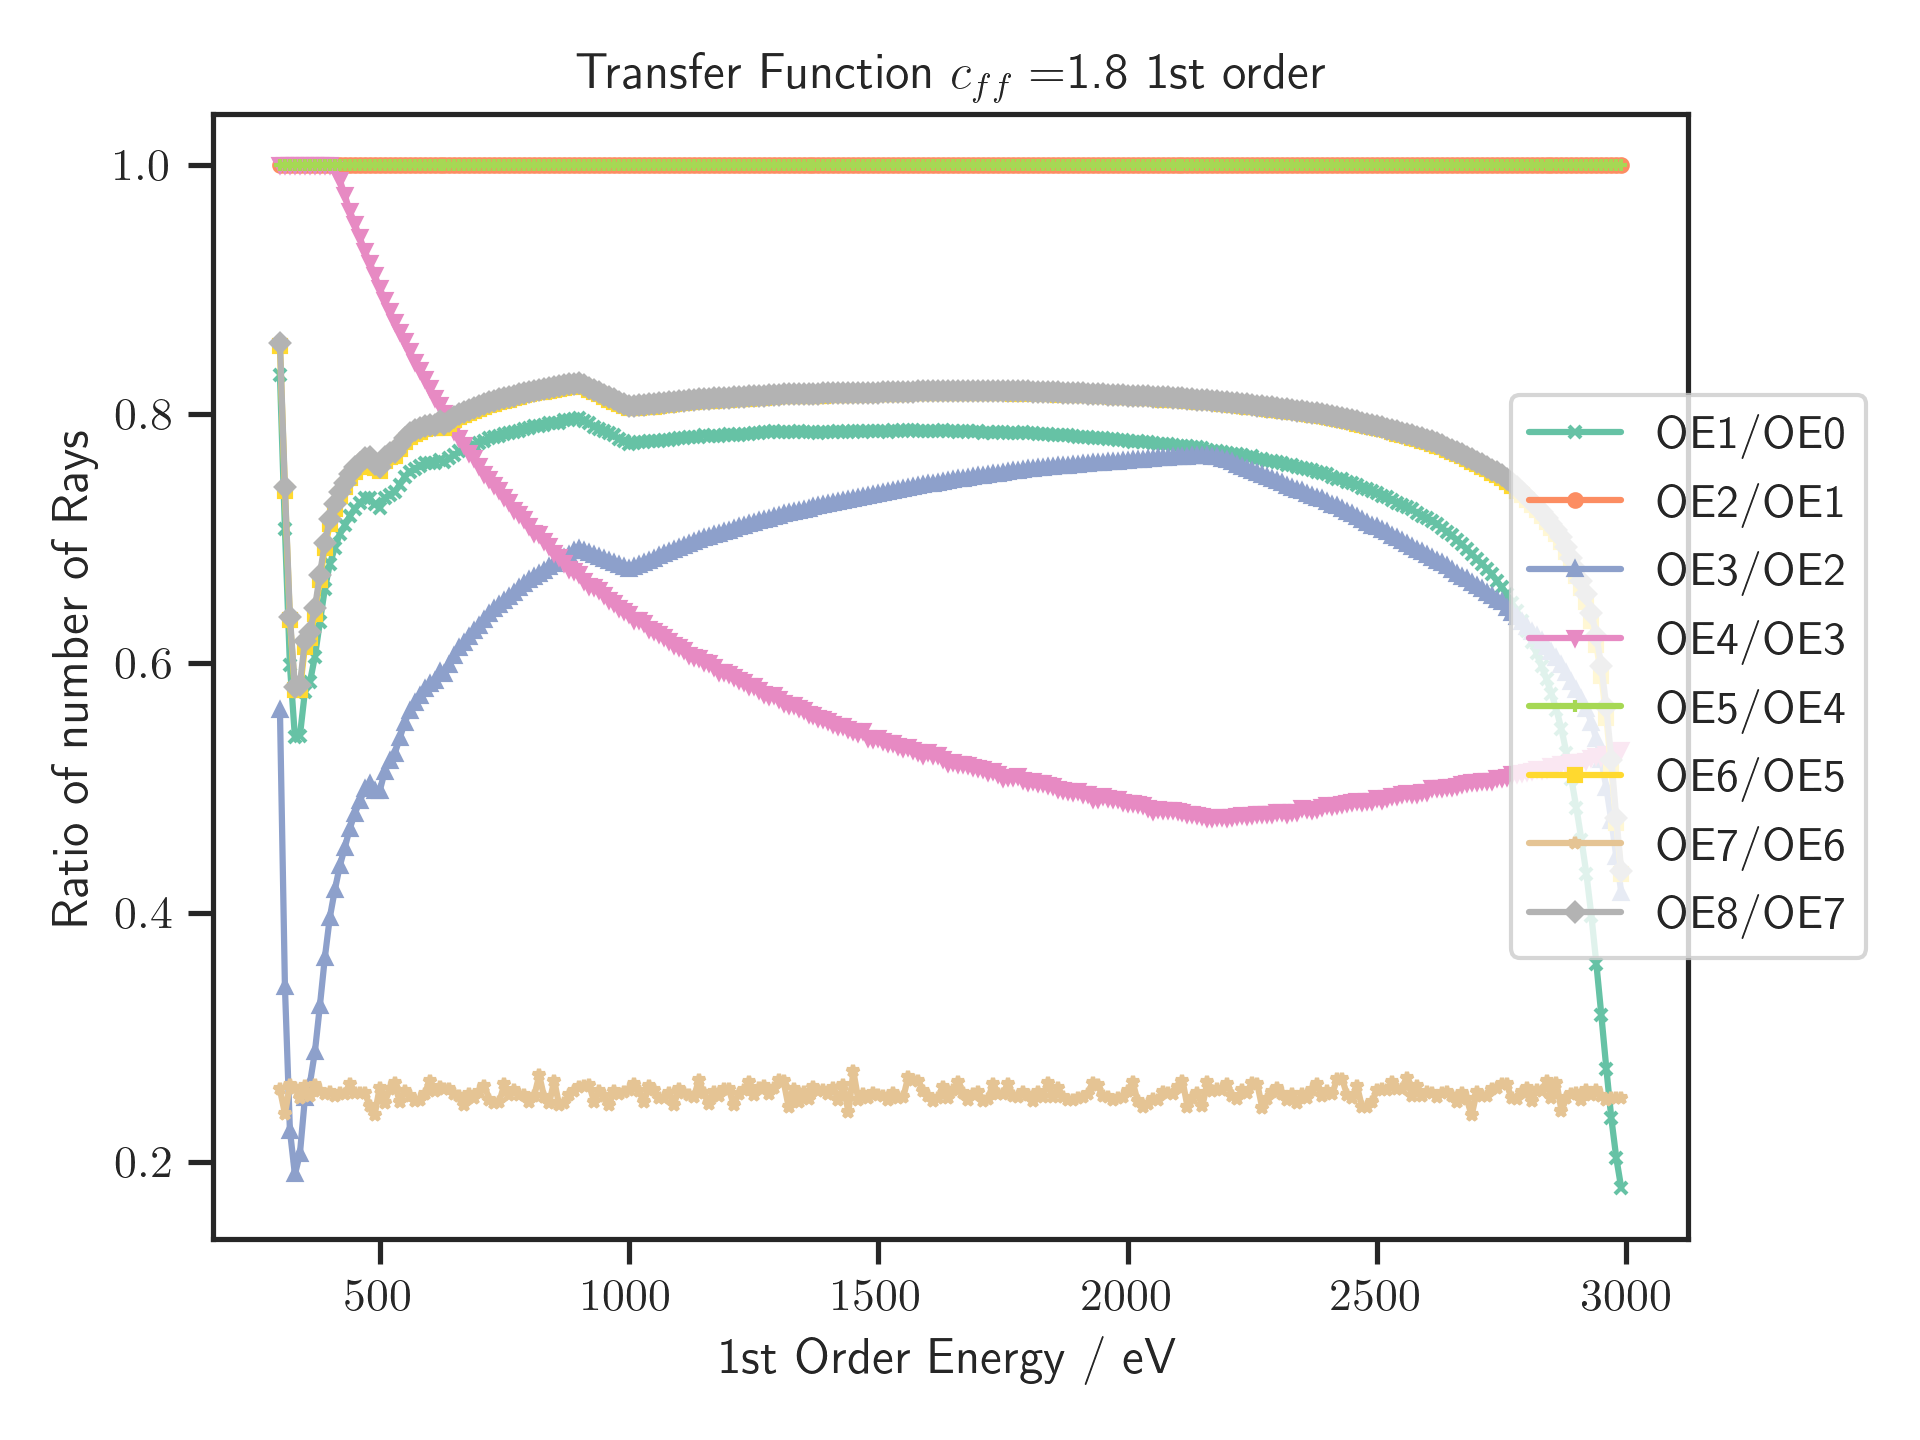 Transfer Function c_ff =1.8 1st order
Ratio of number of Rays
1.0
0.8
0.6
0.4
0.2
500 1000 1500 2000 2500 3000
1st Order Energy / eV
OE1/OE0
OE2/OE1
OE3/OE2
OE4/OE3
OE5/OE4
OE6/OE5
OE7/OE6
OE8/OE7